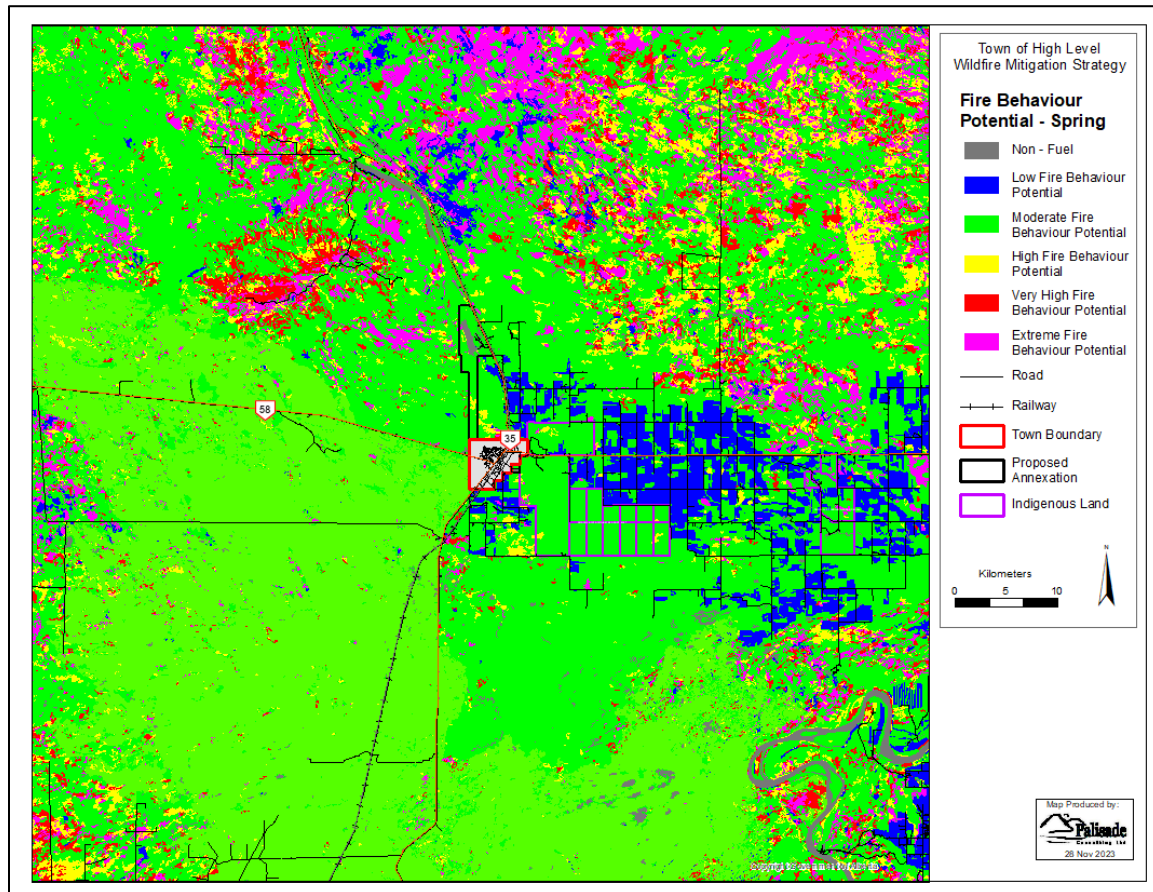 Town of High Level
Wildfire Mitigation Strategy
Fire Behaviour
Potential - Spring
Non - Fuel
Low Fire Behaviour
Potential
Moderate Fire
Behaviour Potential
High Fire Behaviour
Potential
Very High Fire
Behaviour Potential
Extreme Fire
Behaviour Potential
Road
Railway
Town Boundary
Proposed
Annexation
Indigenous Land
N
Kilometers
0 5 10
58
35
Map Produced by:
Palisade
Consulting Ltd
28 Nov 2023